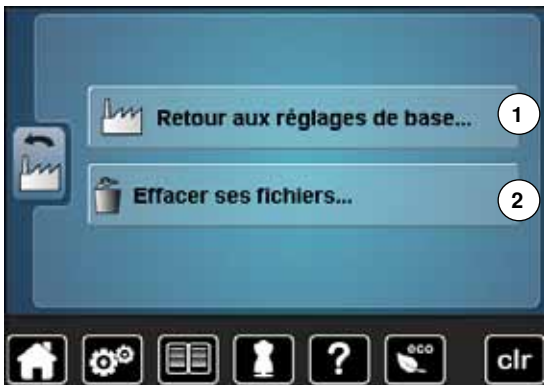 Retour aux réglages de base...
1
Effacer ses fichiers...
2
?
eco
clr